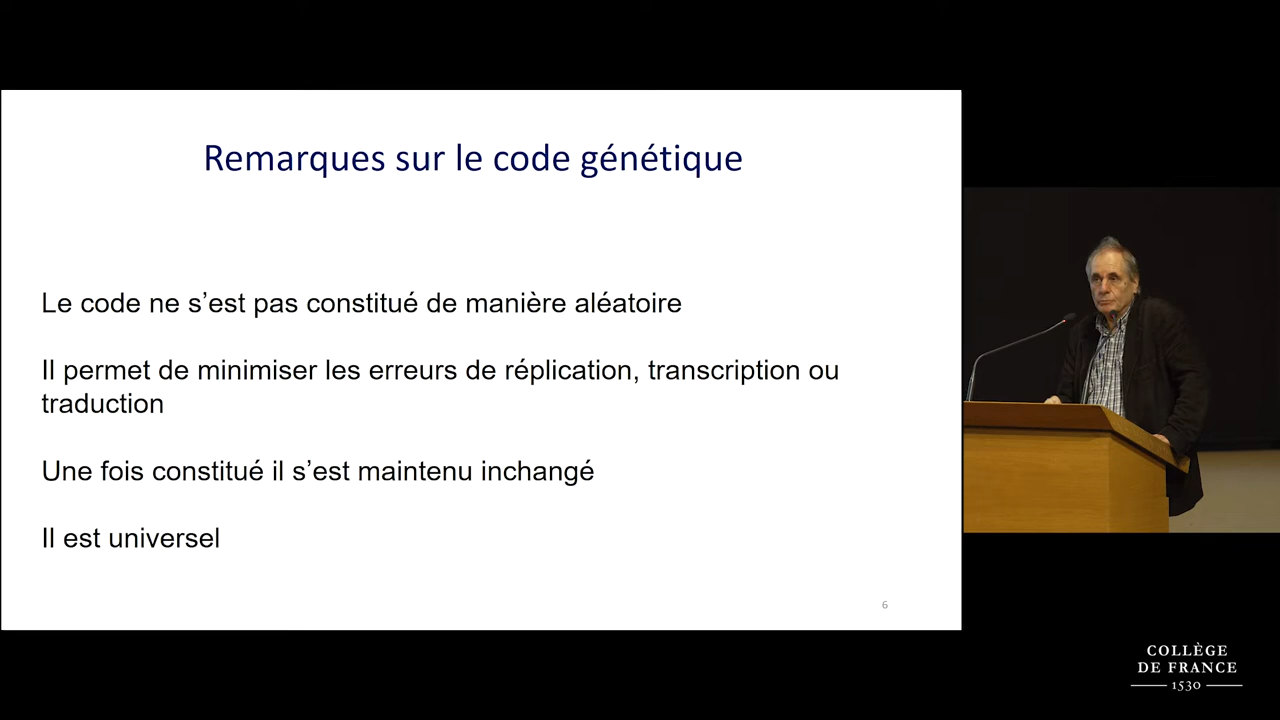 Remarques sur le code génétique
Le code ne s’est pas constitué de manière aléatoire
Il permet de minimiser les erreurs de réplication, transcription ou
traduction
Une fois constitué il s’est maintenu inchangé
Il est universel
6
COLLÈGE
DE FRANCE
1530